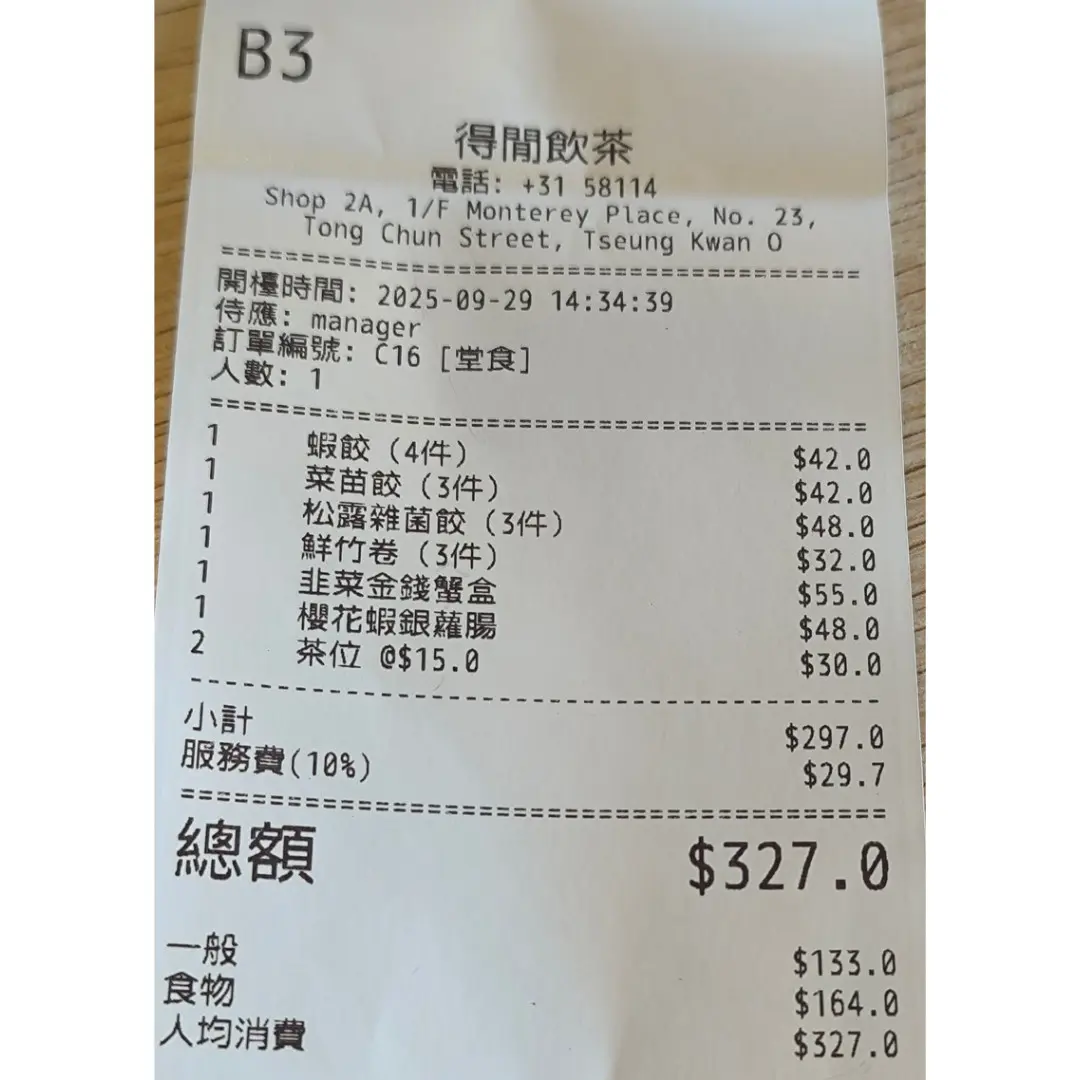 B3
得閒飲茶
電話: +31 58114
Shop 2A, 1/F Monterey Place, No. 23,
Tong Chun Street, Tseung Kwan O
========================================
開檯時間: 2025-09-29 14:34:39
侍應: manager
訂單編號: C16 [堂食]
人數: 1
========================================
1 蝦餃 (4件) $42.0
1 菜苗餃 (3件) $42.0
1 松露雜菌餃 (3件) $48.0
1 鮮竹卷 (3件) $32.0
1 韭菜金錢蟹盒 $55.0
1 櫻花蝦銀蘿腸 $48.0
2 茶位 @$15.0 $30.0
----------------------------------------
小計 $297.0
服務費(10%) $29.7
========================================
總額 $327.0
一般 $133.0
食物 $164.0
人均消費 $327.0